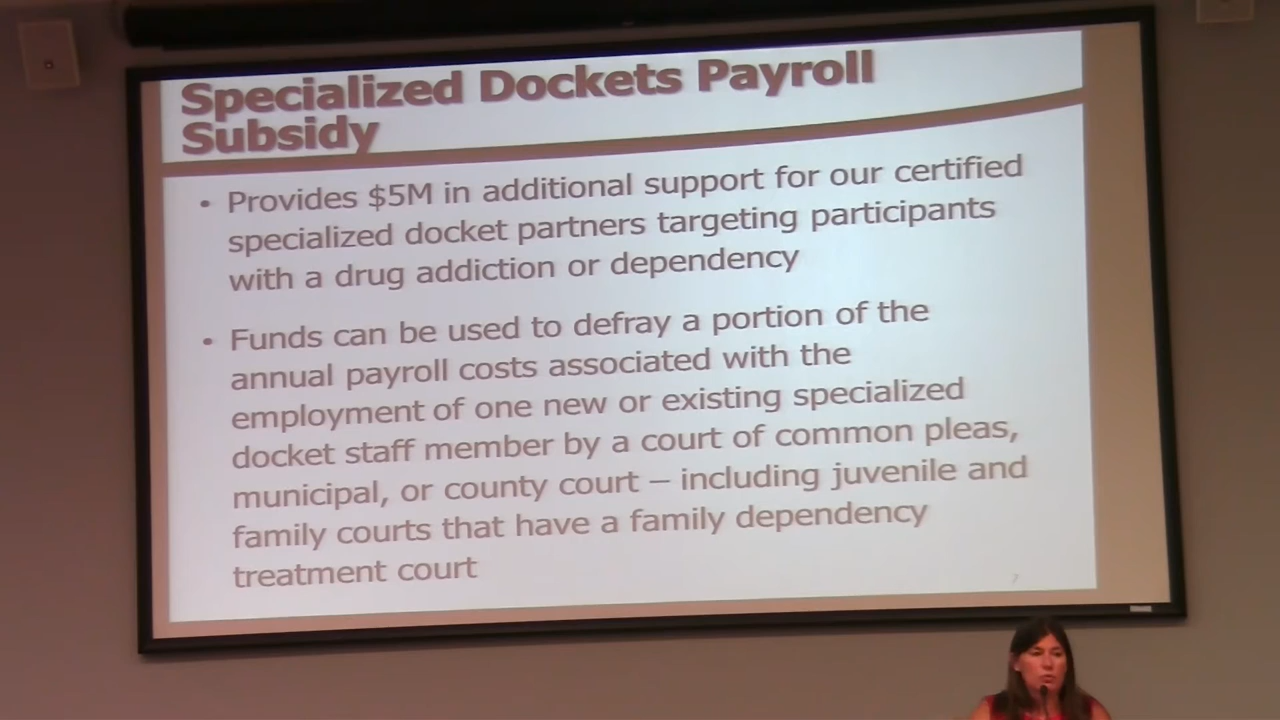 Specialized Dockets Payroll
Subsidy
• Provides $5M in additional support for our certified
specialized docket partners targeting participants
with a drug addiction or dependency
• Funds can be used to defray a portion of the
annual payroll costs associated with the
employment of one new or existing specialized
docket staff member by a court of common pleas,
municipal, or county court – including juvenile and
family courts that have a family dependency
treatment court
7